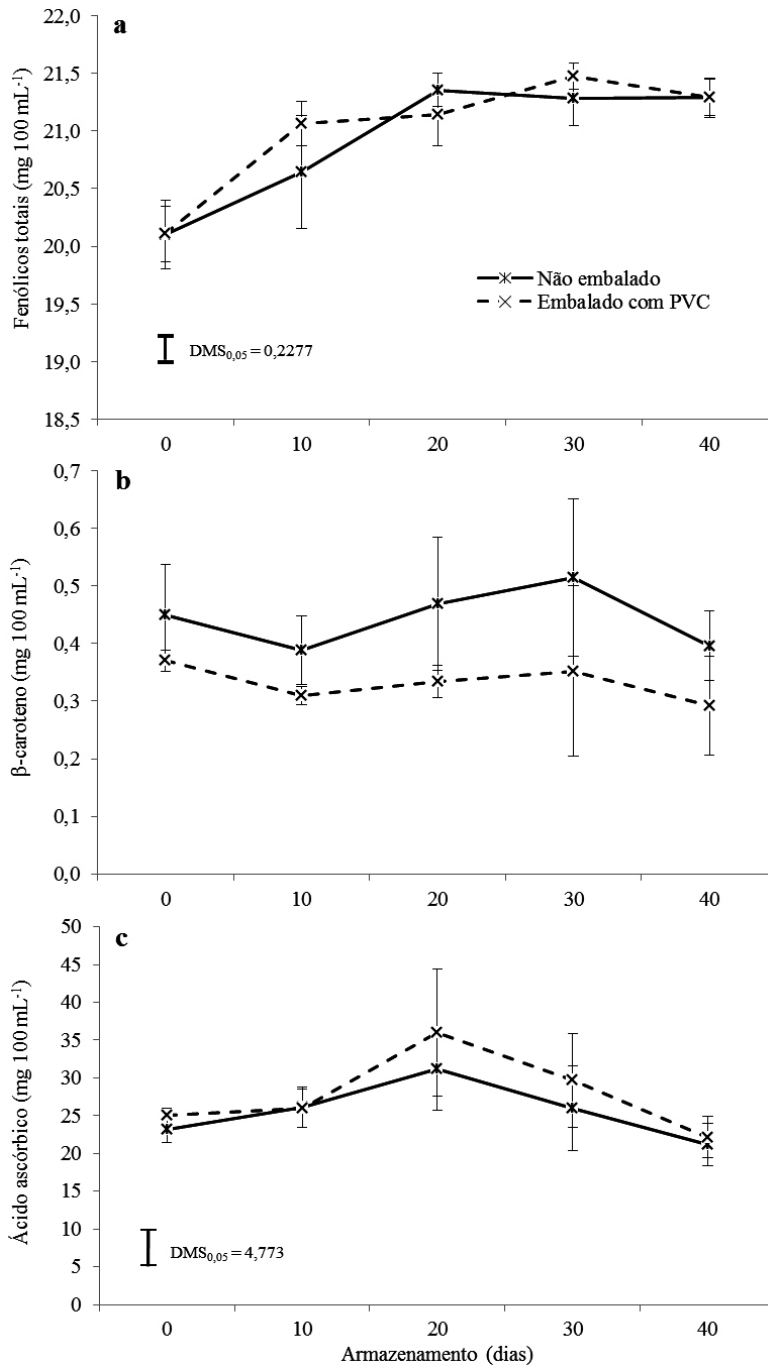 a
22,0
21,5
21,0
20,5
20,0
19,5
19,0
18,5
Fenólicos totais (mg 100 mL⁻¹)
Não embalado
Embalado com PVC
DMS0,05 = 0,2277
0 10 20 30 40
b
0,7
0,6
0,5
0,4
0,3
0,2
0,1
0,0
β-caroteno (mg 100 mL⁻¹)
0 10 20 30 40
c
50
45
40
35
30
25
20
15
10
5
0
Ácido ascórbico (mg 100 mL⁻¹)
DMS0,05 = 4,773
0 10 20 30 40
Armazenamento (dias)